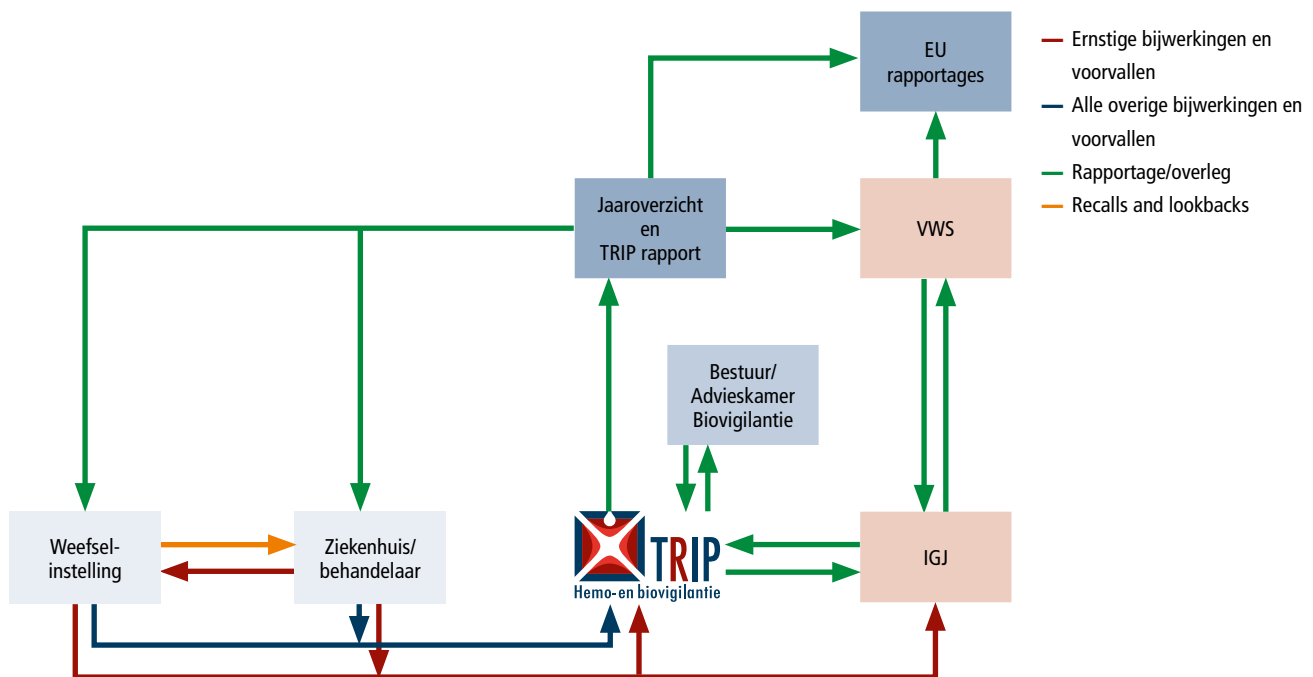 EU
rapportages
Ernstige bijwerkingen en
voorvallen
Alle overige bijwerkingen en
voorvallen
Rapportage/overleg
Recalls and lookbacks
Jaaroverzicht
en
TRIP rapport
VWS
Bestuur/
Advieskamer
Biovigilantie
Weefsel-
instelling
Ziekenhuis/
behandelaar
TRIP
Hemo-en biovigilantie
IGJ